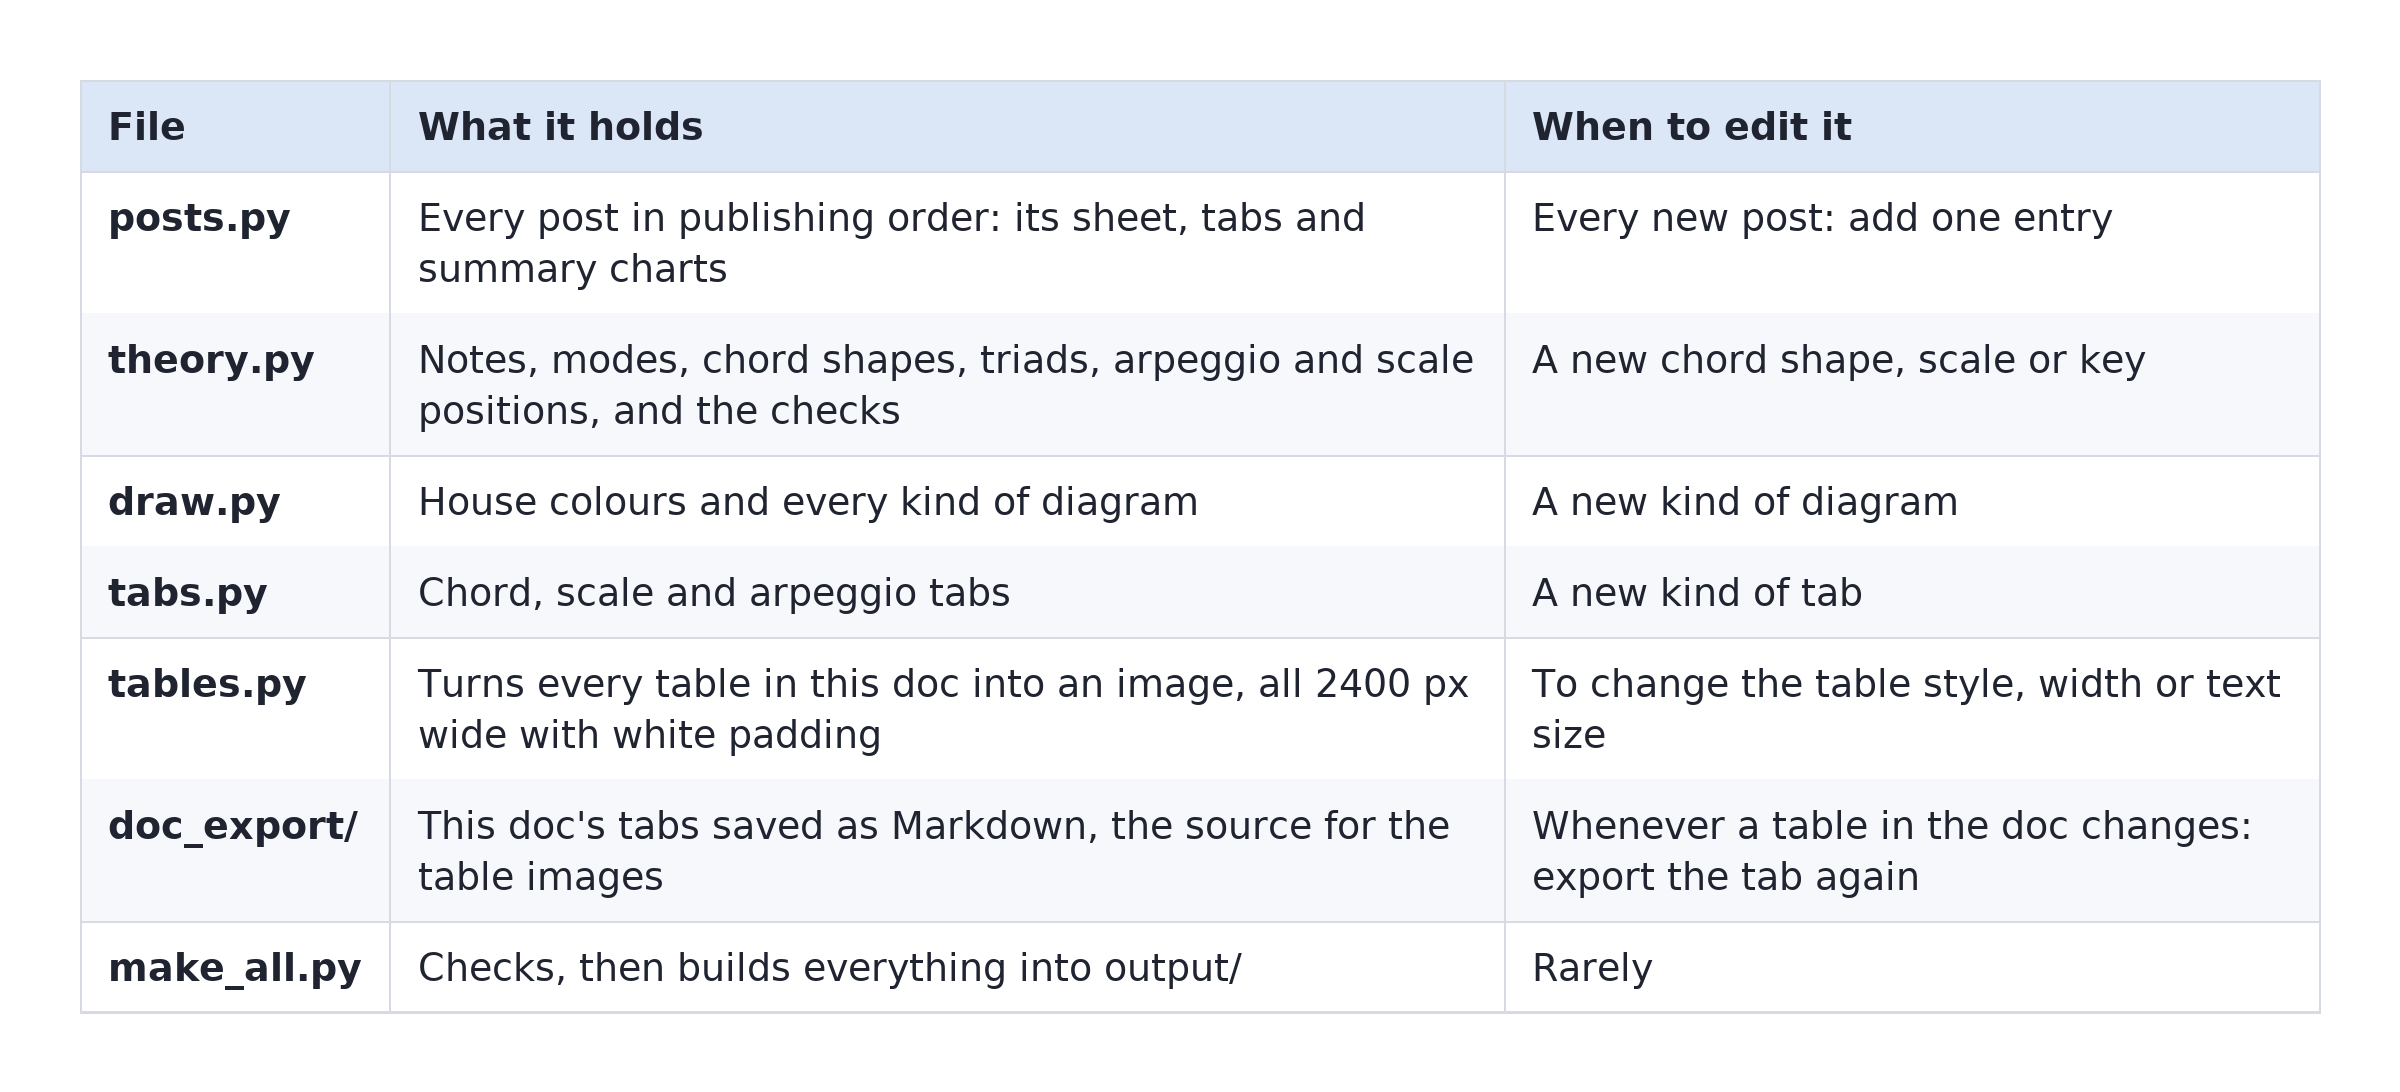 File What it holds When to edit it
posts.py Every post in publishing order: its sheet, tabs and Every new post: add one entry
summary charts
theory.py Notes, modes, chord shapes, triads, arpeggio and scale A new chord shape, scale or key
positions, and the checks
draw.py House colours and every kind of diagram A new kind of diagram
tabs.py Chord, scale and arpeggio tabs A new kind of tab
tables.py Turns every table in this doc into an image, all 2400 px To change the table style, width or text
wide with white padding size
doc_export/ This doc's tabs saved as Markdown, the source for the Whenever a table in the doc changes:
table images export the tab again
make_all.py Checks, then builds everything into output/ Rarely